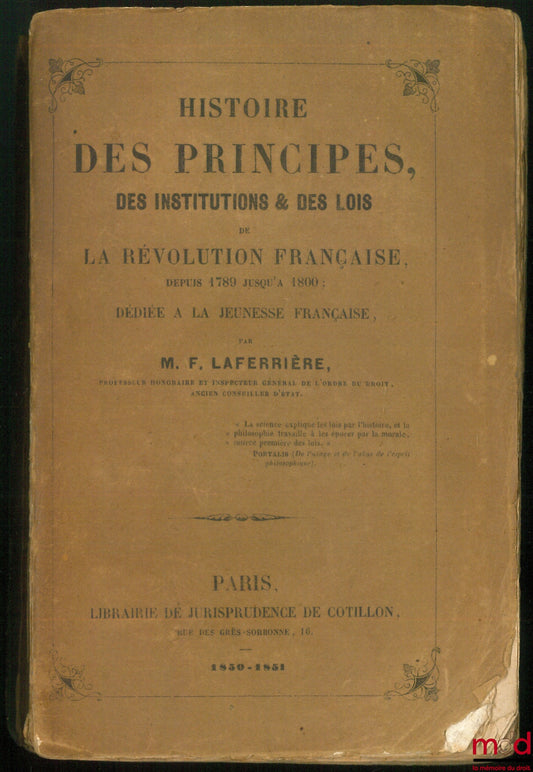 HISTOIRE
DES PRINCIPES,
DES INSTITUTIONS & DES LOIS
DE
LA RÉVOLUTION FRANÇAISE,
DEPUIS 1789 JUSQU'A 1800;
DÉDIÉE A LA JEUNESSE FRANÇAISE,
PAR
M. F. LAFERRIÈRE,
PROFESSEUR HONORAIRE ET INSPECTEUR GÉNÉRAL DE L'ORDRE DU DROIT,
ANCIEN CONSEILLER D'ÉTAT.
« La science explique les lois par l'histoire, et la
« philosophie travaille à les épurer par la morale,
« source première des lois. »
PORTALIS (De l'usage et de l'abus de l'esprit
philosophique).
PARIS,
LIBRAIRIE DE JURISPRUDENCE DE COTILLON,
RUE DES GRÈS-SORBONNE, 16.
1850-1851
mod
la mémoire du droit